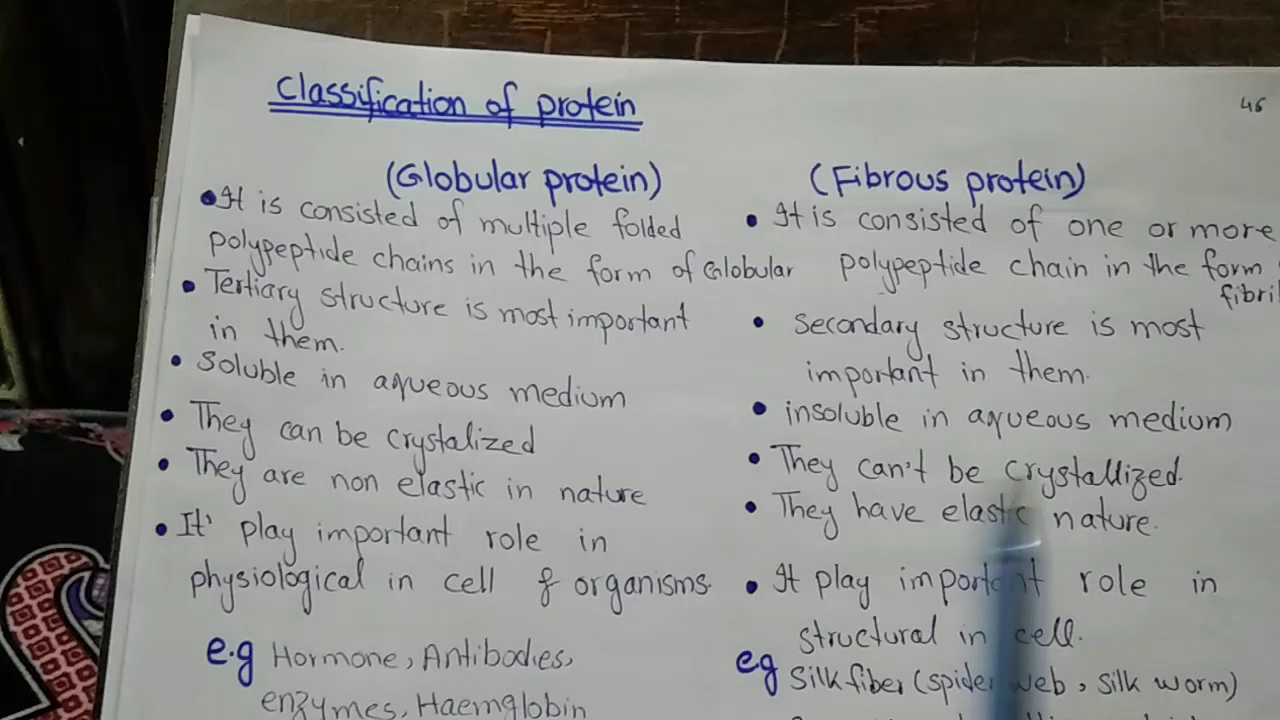 Classification of protein
46
(Globular protein)
• It is consisted of multiple folded
polypeptide chains in the form of Globular
• Tertiary structure is most important
in them.
• Soluble in aqueous medium
• They can be crystalized
• They are non elastic in nature
• It' play important role in
physiological in cell & organisms
e.g Hormone, Antibodies,
enzymes, Haemglobin
(Fibrous protein)
• It is consisted of one or more
polypeptide chain in the form
fibril
• secondary structure is most
important in them.
• insoluble in aqueous medium
• They can't be crystallized.
• They have elastic nature.
• It play important role in
structural in cell.
eg Silk fiber (spider web, silk worm)